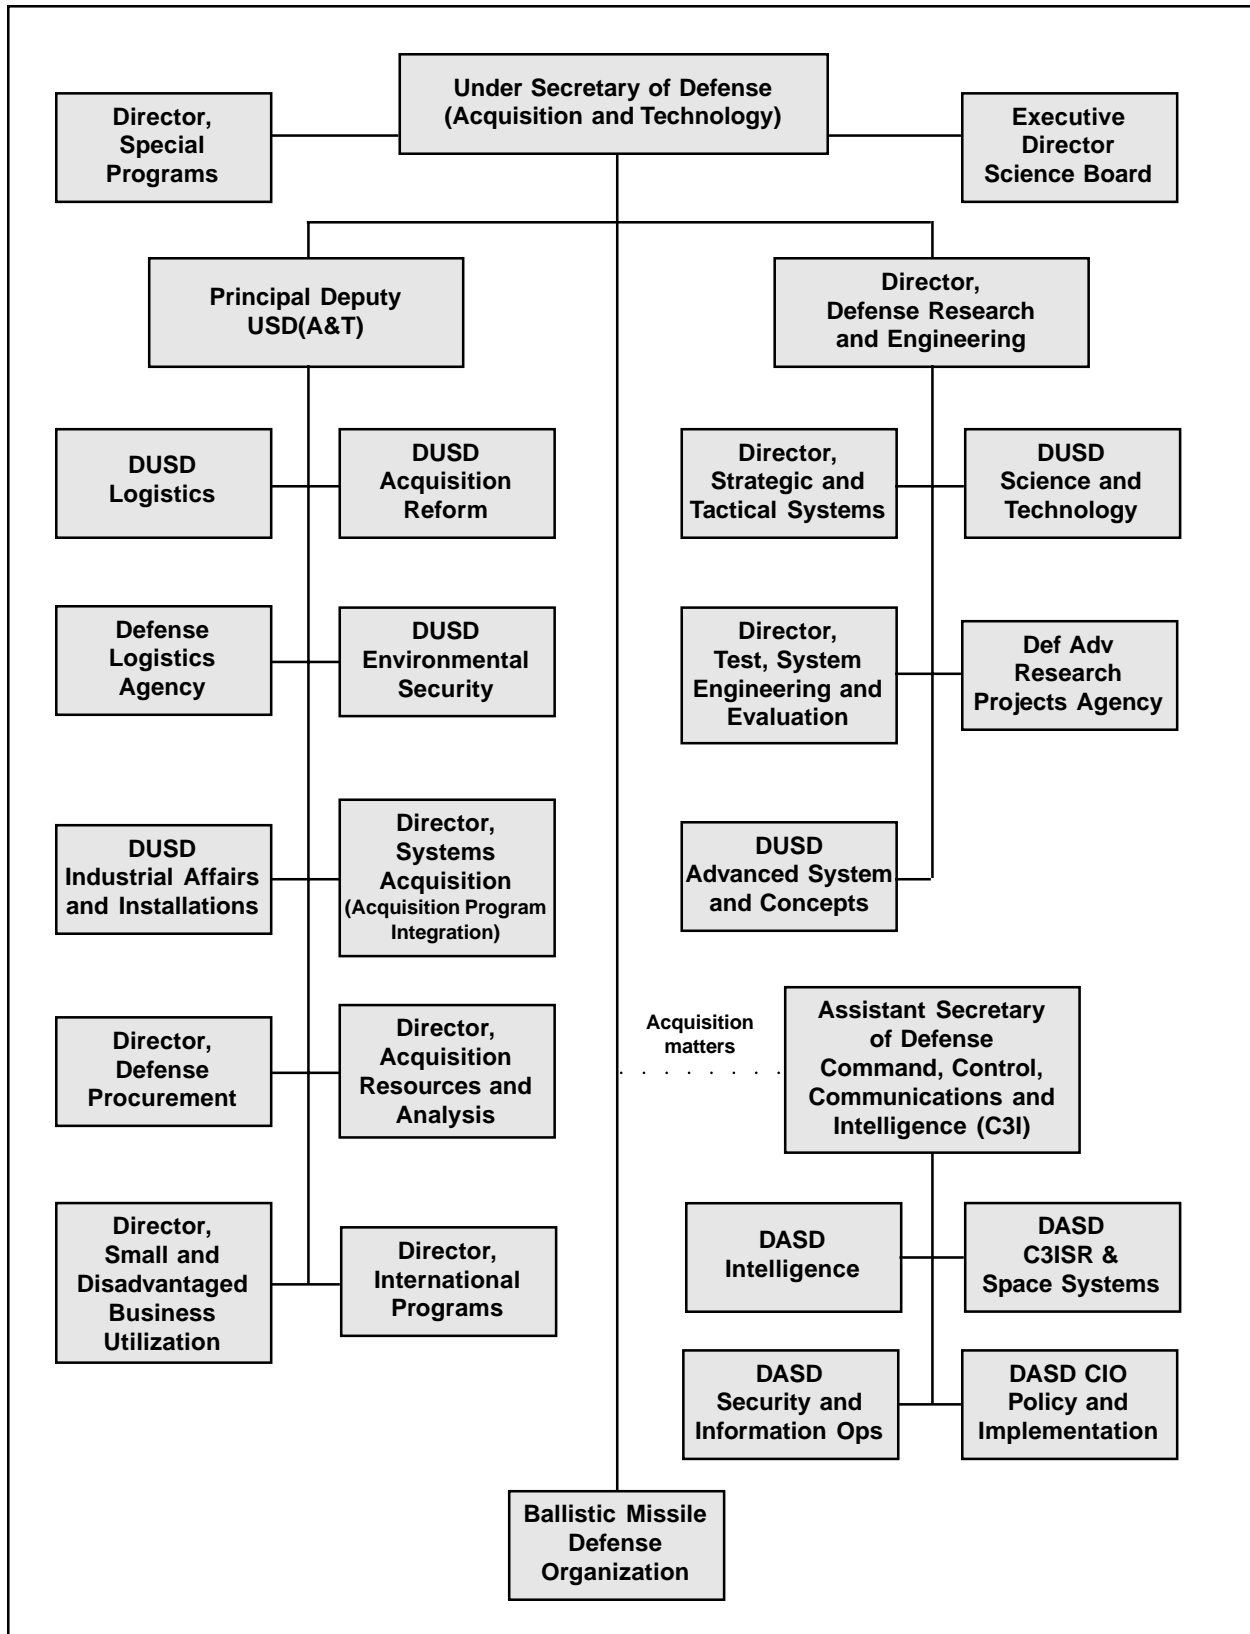 Under Secretary of Defense
(Acquisition and Technology)
Director,
Special
Programs
Executive
Director
Science Board
Principal Deputy
USD(A&T)
Director,
Defense Research
and Engineering
DUSD
Logistics
DUSD
Acquisition
Reform
Director,
Strategic and
Tactical Systems
DUSD
Science and
Technology
Defense
Logistics
Agency
DUSD
Environmental
Security
Director,
Test, System
Engineering and
Evaluation
Def Adv
Research
Projects Agency
DUSD
Industrial Affairs
and Installations
Director,
Systems
Acquisition
(Acquisition Program
Integration)
DUSD
Advanced System
and Concepts
Director,
Defense
Procurement
Director,
Acquisition
Resources and
Analysis
Acquisition
matters
Assistant Secretary
of Defense
Command, Control,
Communications and
Intelligence (C3I)
Director,
Small and
Disadvantaged
Business
Utilization
Director,
International
Programs
DASD
Intelligence
DASD
C3ISR &
Space Systems
DASD
Security and
Information Ops
DASD CIO
Policy and
Implementation
Ballistic Missile
Defense
Organization